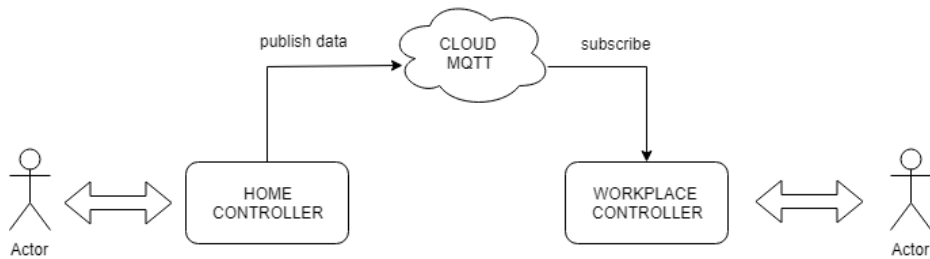 publish data
CLOUD
MQTT
subscribe
HOME
CONTROLLER
WORKPLACE
CONTROLLER
Actor
Actor